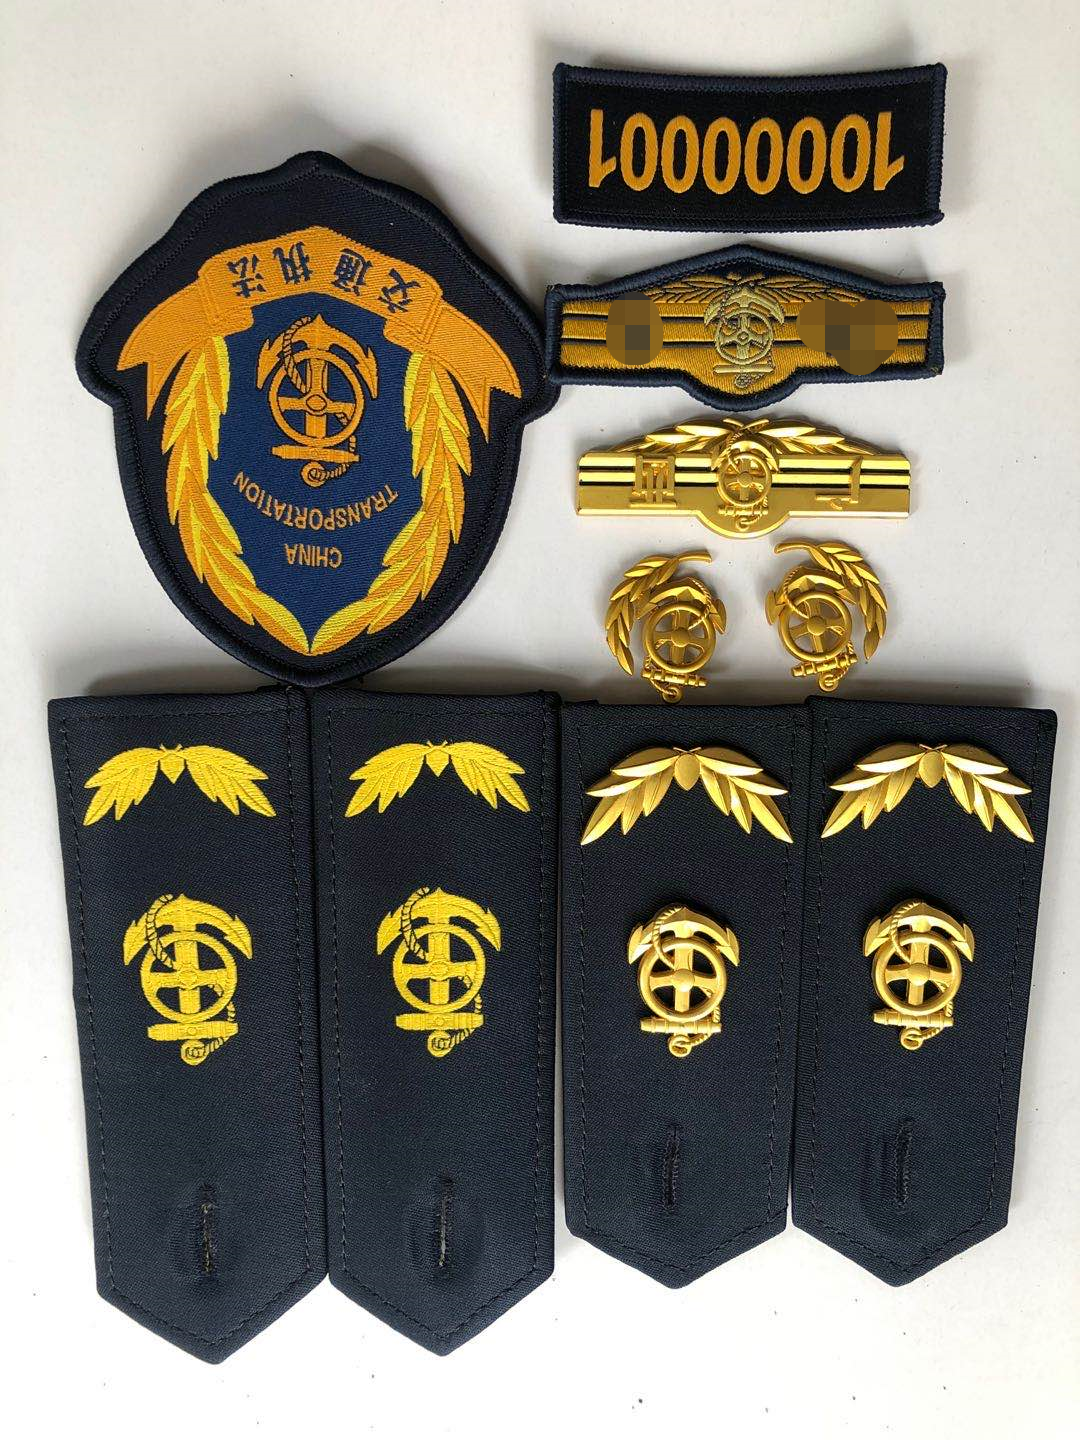 10000001
交通执法
CHINA
TRANSPORTATION